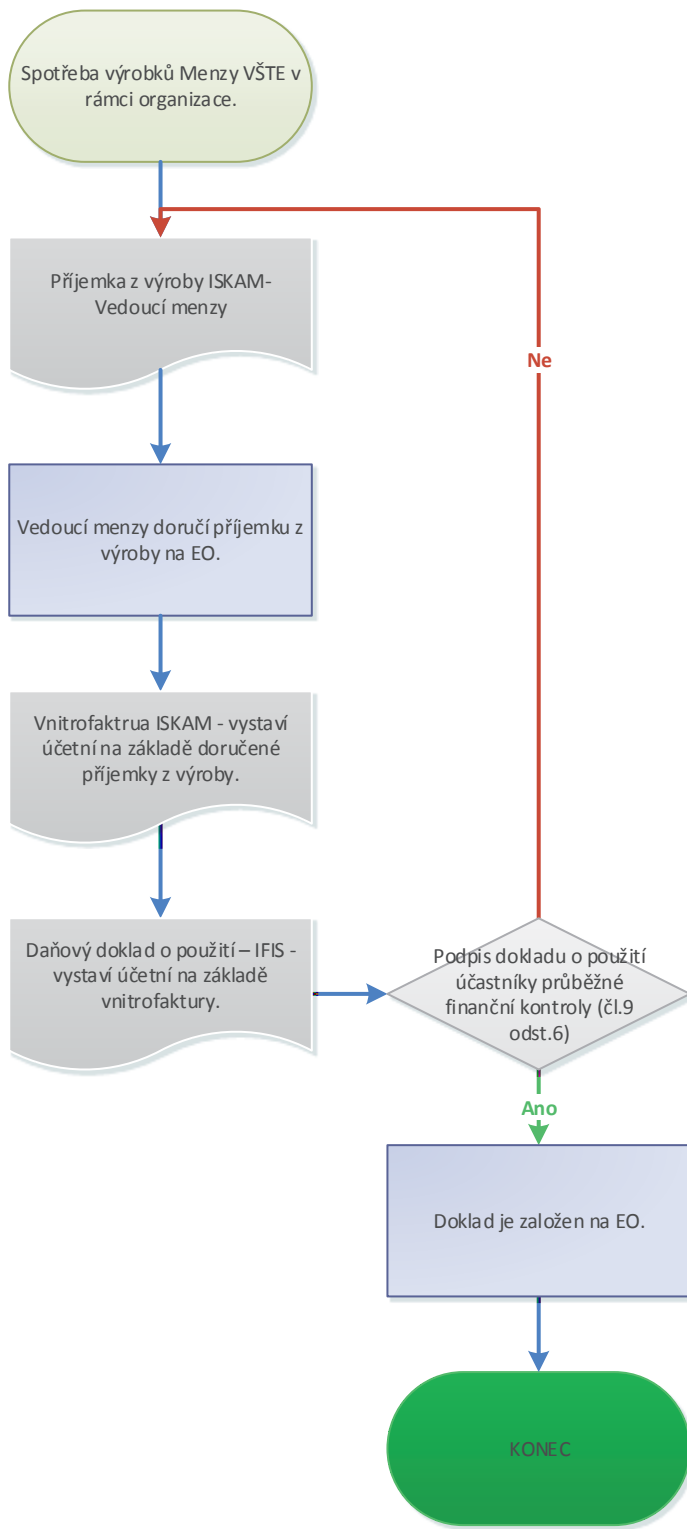 Spotřeba výrobků Menzy VŠTE v
rámci organizace.
Příjemka z výroby ISKAM-
Vedoucí menzy
Ne
Vedoucí menzy doručí příjemku z
výroby na EO.
Vnitrofaktrua ISKAM - vystaví
účetní na základě doručené
příjemky z výroby.
Daňový doklad o použití – IFIS -
vystaví účetní na základě
vnitrofaktury.
Podpis dokladu o použití
účastníky průběžné
finanční kontroly (čl.9
odst.6)
Ano
Doklad je založen na EO.
KONEC